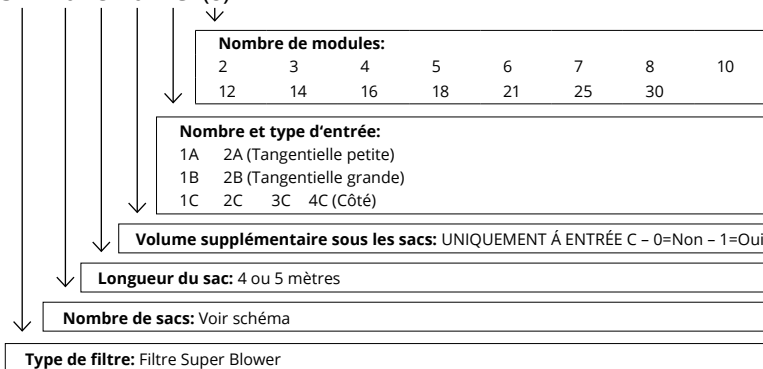 Nombre de modules:
2 3 4 5 6 7 8 10
12 14 16 18 21 25 30
Nombre et type d‘entrée:
1A 2A (Tangentielle petite)
1B 2B (Tangentielle grande)
1C 2C 3C 4C (Côté)
Volume supplémentaire sous les sacs: UNIQUEMENT Á ENTRÉE C – 0=Non – 1=Oui
Longueur du sac: 4 ou 5 mètres
Nombre de sacs: Voir schéma
Type de filtre: Filtre Super Blower